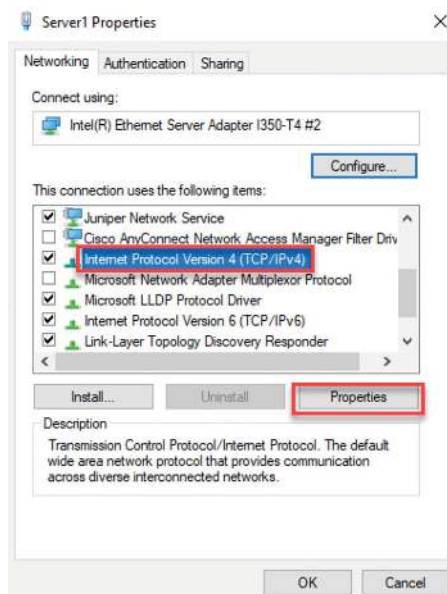 Server1 Properties
Networking Authentication Sharing
Connect using:
Intel(R) Ethernet Server Adapter I350-T4 #2
Configure...
This connection uses the following items:
Juniper Network Service
Cisco AnyConnect Network Access Manager Filter Driv
Internet Protocol Version 4 (TCP/IPv4)
Microsoft Network Adapter Multiplexor Protocol
Microsoft LLDP Protocol Driver
Internet Protocol Version 6 (TCP/IPv6)
Link-Layer Topology Discovery Responder
Install... Uninstall Properties
Description
Transmission Control Protocol/Internet Protocol. The default
wide area network protocol that provides communication
across diverse interconnected networks.
OK Cancel